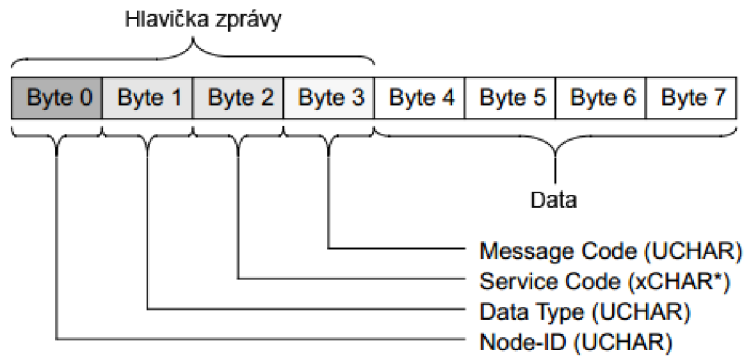 Hlavička zprávy
Byte 0 Byte 1 Byte 2 Byte 3 Byte 4 Byte 5 Byte 6 Byte 7
Data
Message Code (UCHAR)
Service Code (xCHAR*)
Data Type (UCHAR)
Node-ID (UCHAR)